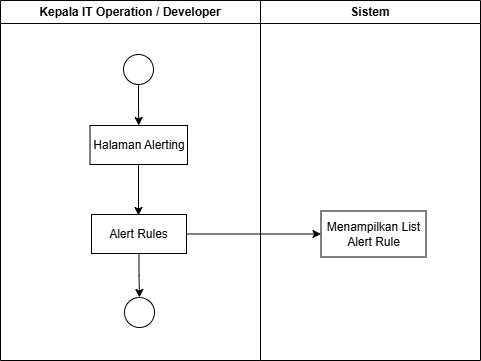 Kepala IT Operation / Developer
Sistem
Halaman Alerting
Alert Rules
Menampilkan List
Alert Rule